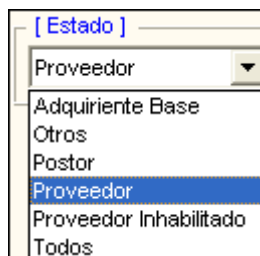 [ Estado ]
Proveedor
Adquiriente Base
Otros
Postor
Proveedor
Proveedor Inhabilitado
Todos